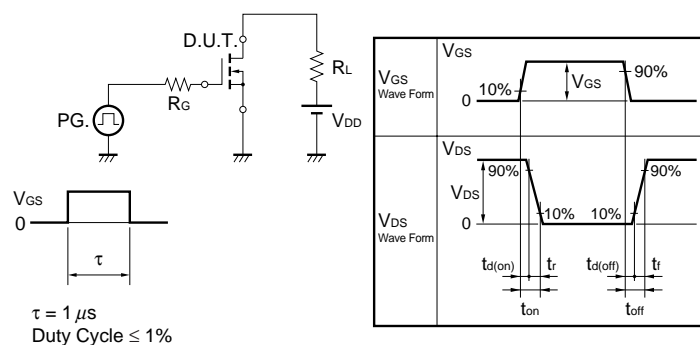 D.U.T.
RL
RG
PG.
VDD
VGS
0
τ
τ = 1 μs
Duty Cycle ≤ 1%
VGS
Wave Form
VGS
10%
VGS
90%
0
VDS
Wave Form
VDS
90%
VDS
90%
10%
10%
0
td(on)
tr
td(off)
tf
ton
toff